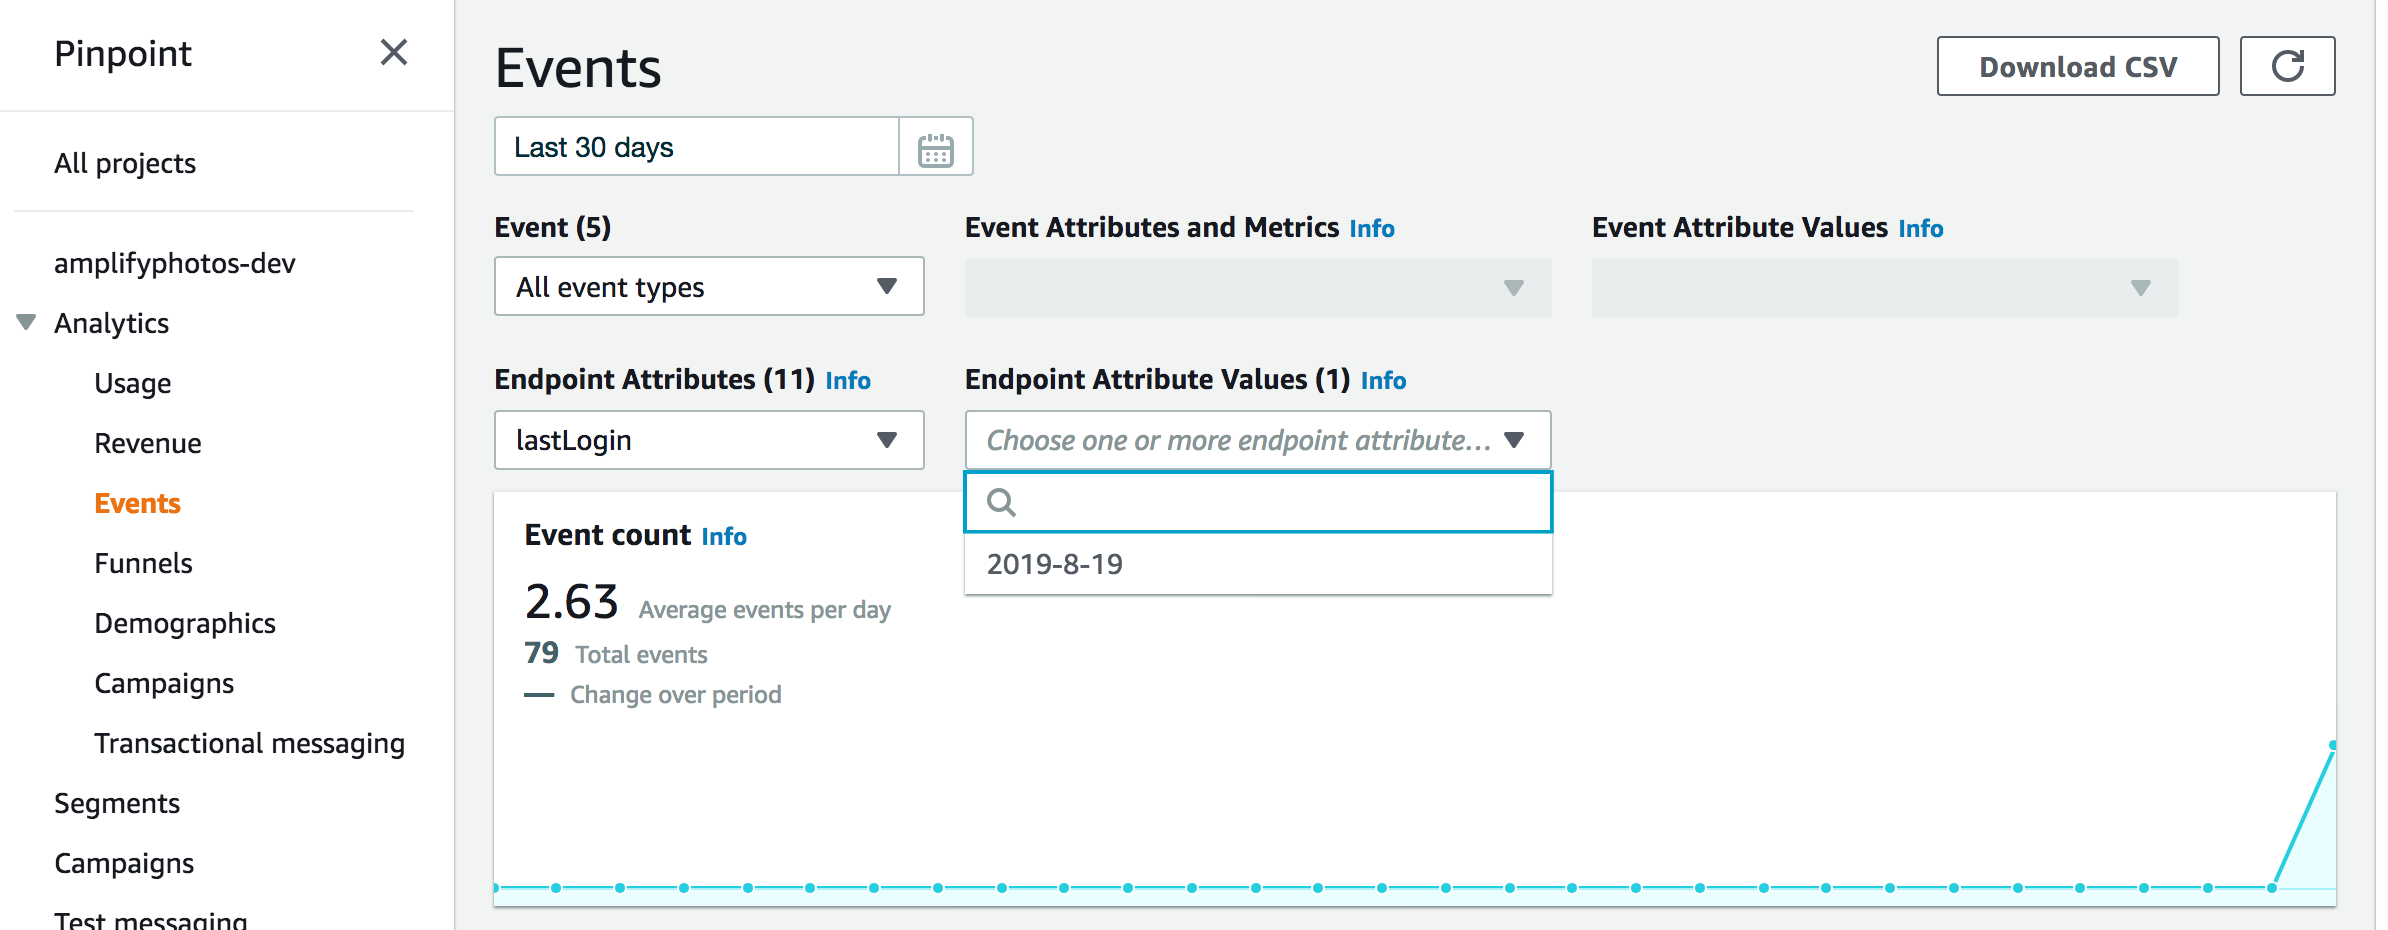 Pinpoint
All projects
amplifyphotos-dev
Analytics
Usage
Revenue
Events
Funnels
Demographics
Campaigns
Transactional messaging
Segments
Campaigns
Test messaging
Events
Download CSV
Last 30 days
Event (5)
All event types
Event Attributes and Metrics Info
Event Attribute Values Info
Endpoint Attributes (11) Info
lastLogin
Endpoint Attribute Values (1) Info
Choose one or more endpoint attribute...
2019-8-19
Event count Info
2.63 Average events per day
79 Total events
Change over period